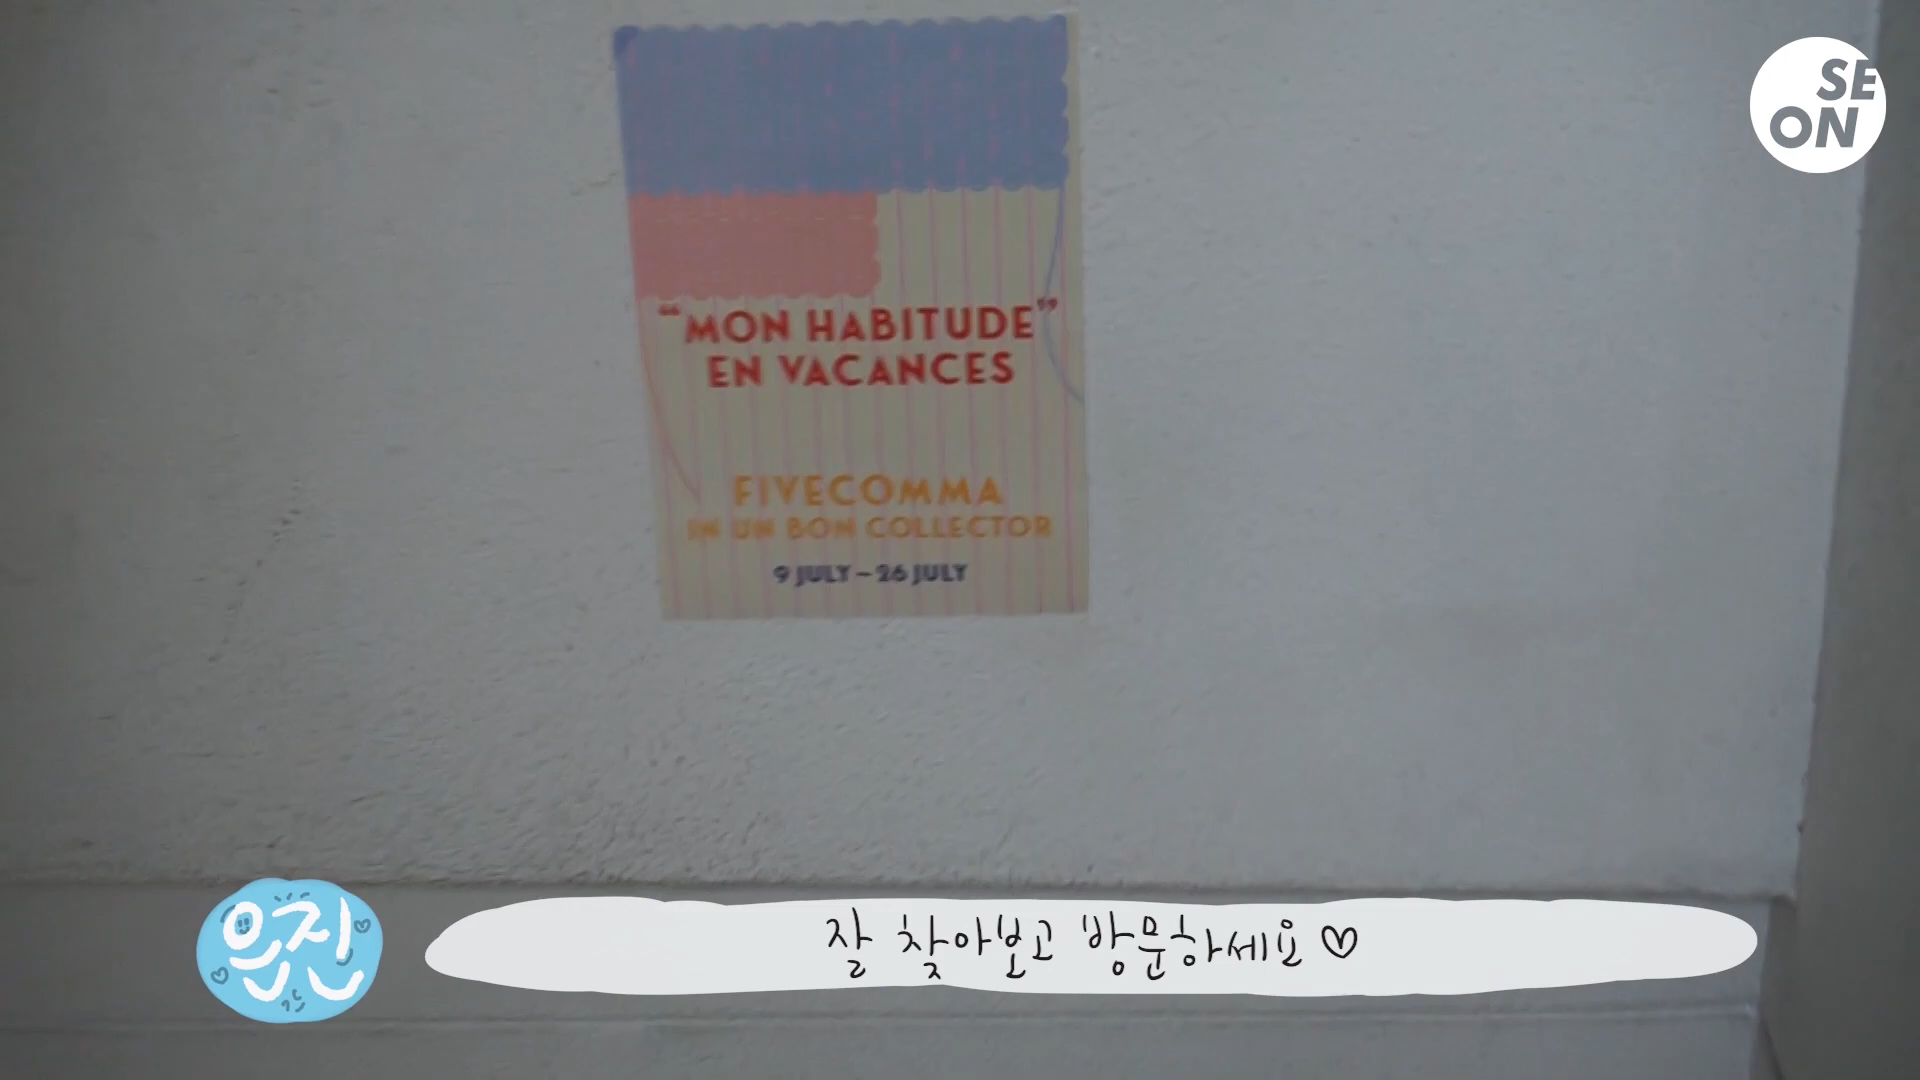 SE
ON
"MON HABITUDE"
EN VACANCES
FIVECOMMA
IN UN BON COLLECTOR
9 JULY – 26 JULY
은진
잘 찾아보고 방문하세요♡